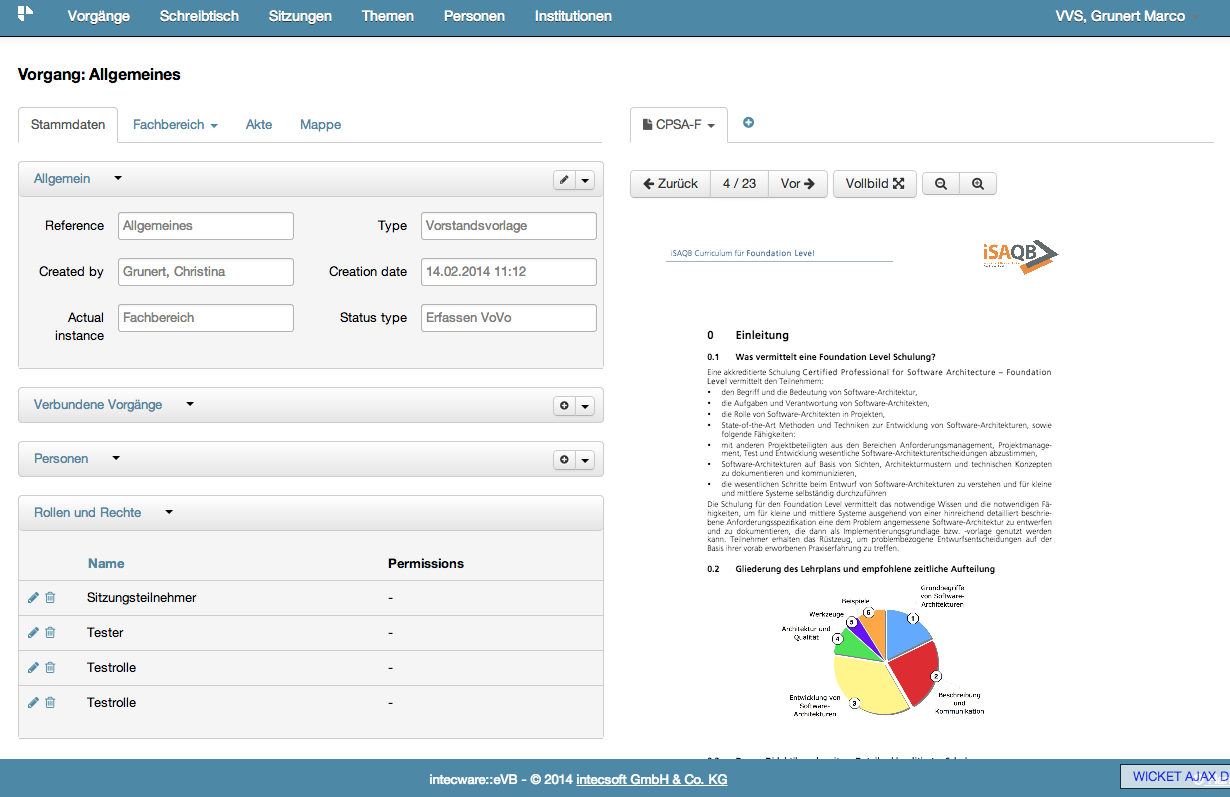 Vorgänge Schreibtisch Sitzungen Themen Personen Institutionen VVS, Grunert Marco
Vorgang: Allgemeines
Stammdaten Fachbereich Akte Mappe
Allgemein
Reference Allgemeines Type Vorstandsvorlage
Created by Grunert, Christina Creation date 14.02.2014 11:12
Actual instance Fachbereich Status type Erfassen VoVo
Verbundene Vorgänge
Personen
Rollen und Rechte
Name Permissions
Sitzungsteilnehmer -
Tester -
Testrolle -
Testrolle -
CPSA-F
Zurück 4 / 23 Vor Vollbild
iSAQB Curriculum für Foundation Level
iSAQB
0 Einleitung
0.1 Was vermittelt eine Foundation Level Schulung?
Eine akkreditierte Schulung Certified Professional for Software Architecture – Foundation
Level vermittelt den Teilnehmern:
• den Begriff und die Bedeutung von Software-Architektur,
• die Aufgaben und Verantwortung von Software-Architekten,
• die Rolle von Software-Architekten in Projekten,
• State-of-the-Art Methoden und Techniken zur Entwicklung von Software-Architekturen, sowie
folgende Fähigkeiten:
• mit anderen Projektbeteiligten aus den Bereichen Anforderungsmanagement, Projektmanage-
ment, Test und Entwicklung wesentliche Software-Architekturentscheidungen abzustimmen,
• Software-Architekturen auf Basis von Sichten, Architekturmustern und technischen Konzepten
zu dokumentieren und kommunizieren,
• die wesentlichen Schritte beim Entwurf von Software-Architekturen zu verstehen und für kleine
und mittlere Systeme selbständig durchzuführen
Die Schulung für den Foundation Level vermittelt das notwendige Wissen und die notwendigen Fä-
higkeiten, um für kleine und mittlere Systeme ausgehend von einer hinreichend detailliert beschrie-
bene Anforderungsspezifikation eine dem Problem angemessene Software-Architektur zu entwerfen
und zu dokumentieren, die dann als Implementierungsgrundlage bzw. -vorlage genutzt werden
kann. Teilnehmer erhalten das Rüstzeug, um problembezogene Entwurfsentscheidungen auf der
Basis ihrer vorab erworbenen Praxiserfahrung zu treffen.
0.2 Gliederung des Lehrplans und empfohlene zeitliche Aufteilung
Grundbegriffe
von Software-
Architekturen
1
Beschreibung
und
Kommunikation
2
Entwicklung von
Software-
Architekturen
3
Architektur und
Qualität
4
Werkzeuge
5
Beispiele
6
intecware::eVB - © 2014 intecsoft GmbH & Co. KG
WICKET AJAX D